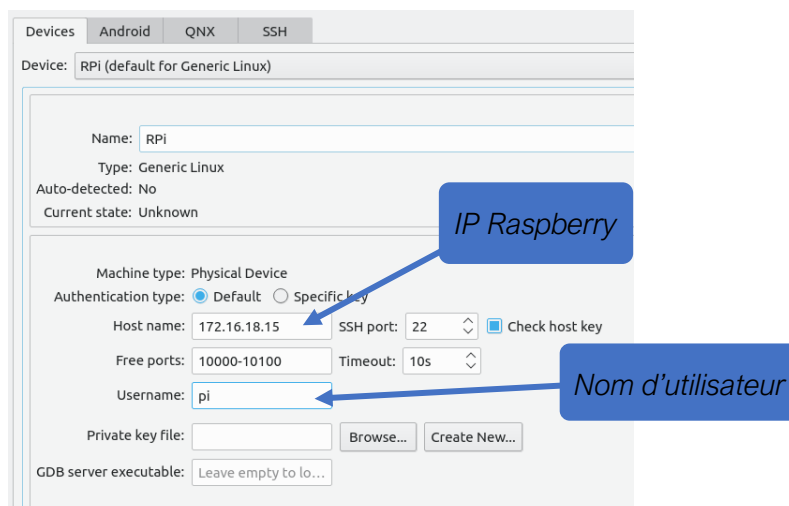 Devices Android QNX SSH
Device: RPi (default for Generic Linux)
Name: RPi
Type: Generic Linux
Auto-detected: No
Current state: Unknown
IP Raspberry
Machine type: Physical Device
Authentication type: Default Specific key
Host name: 172.16.18.15 SSH port: 22 Check host key
Free ports: 10000-10100 Timeout: 10s
Username: pi
Nom d'utilisateur
Private key file: Browse... Create New...
GDB server executable: Leave empty to lo...